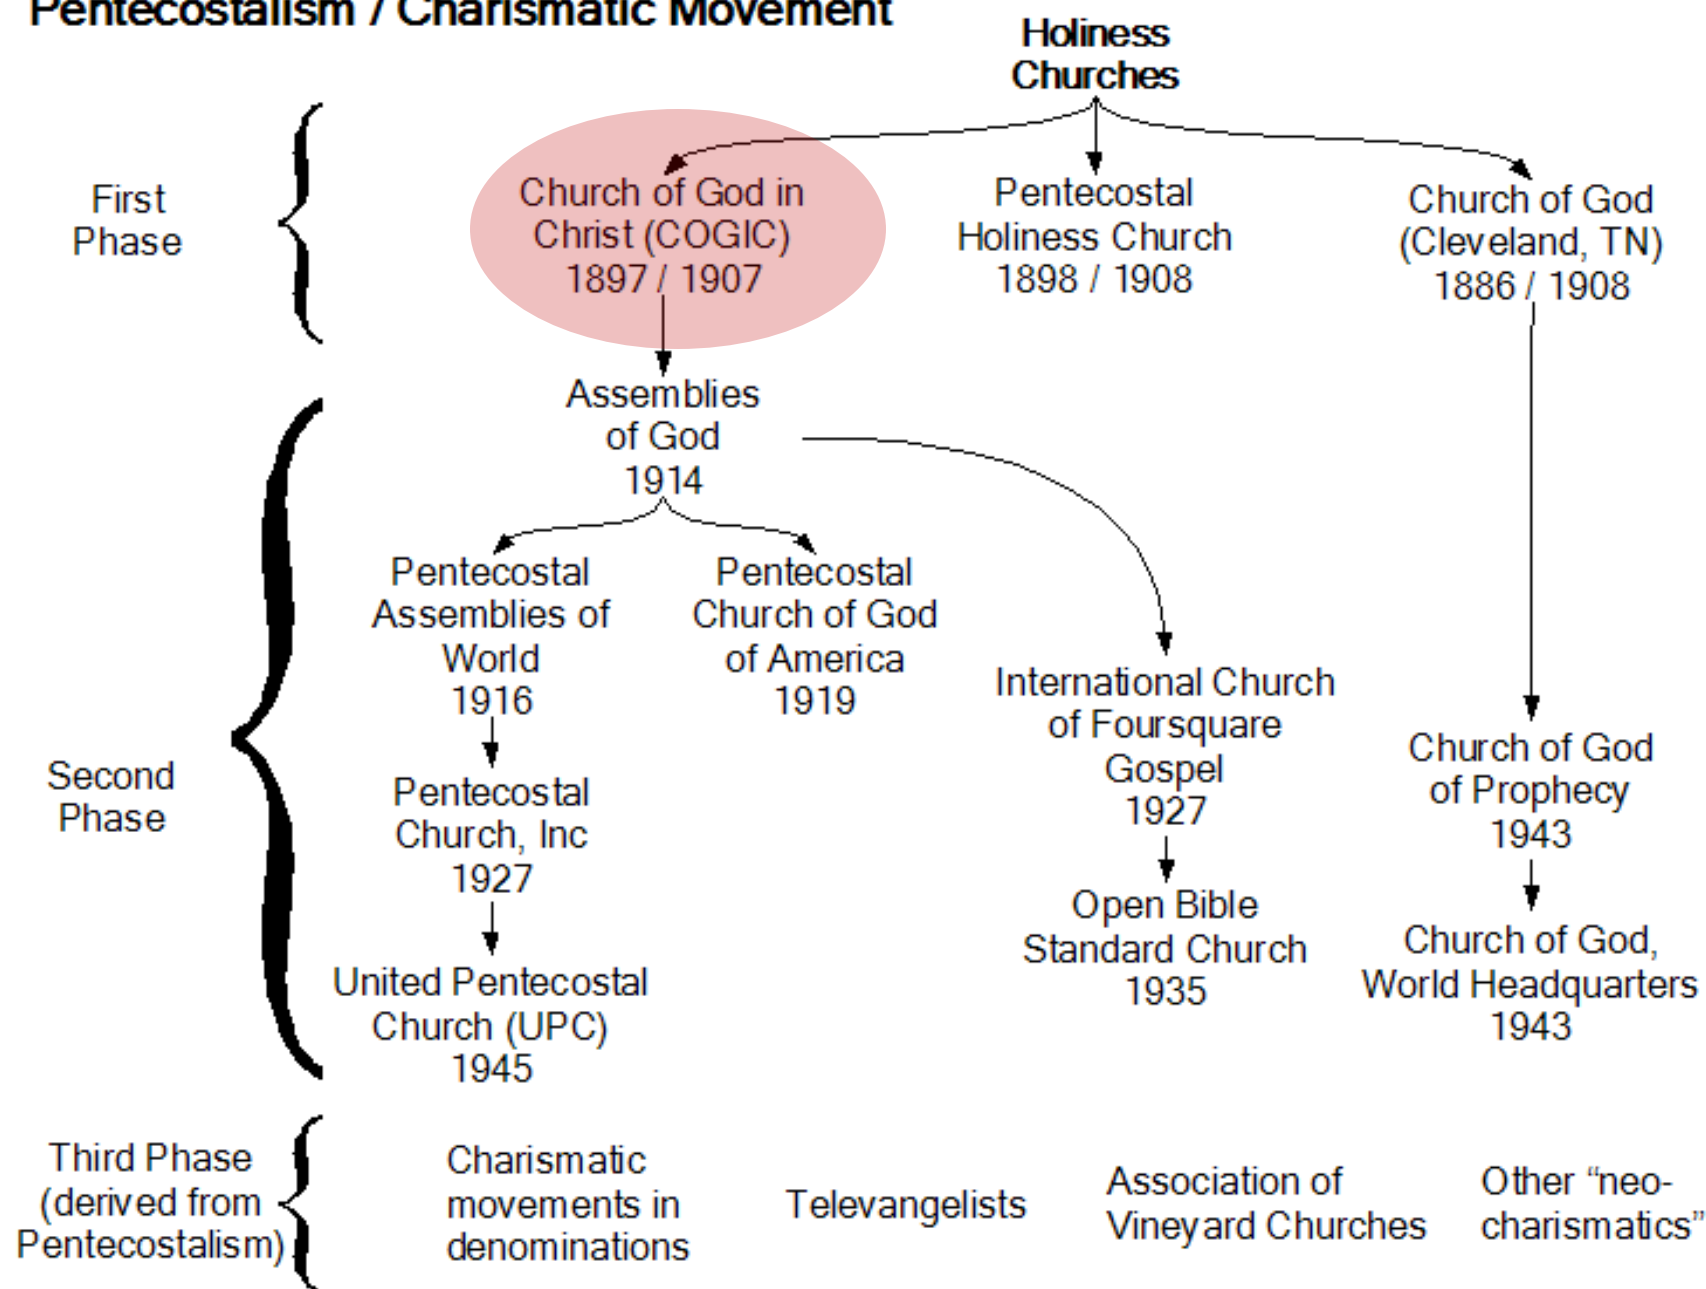 Pentecostalism / Charismatic Movement
Holiness
Churches
First
Phase
Church of God in
Christ (COGIC)
1897 / 1907
Pentecostal
Holiness Church
1898 / 1908
Church of God
(Cleveland, TN)
1886 / 1908
Second
Phase
Assemblies
of God
1914
Pentecostal
Assemblies of
World
1916
Pentecostal
Church of God
of America
1919
International Church
of Foursquare
Gospel
1927
Church of God
of Prophecy
1943
Pentecostal
Church, Inc
1927
Open Bible
Standard Church
1935
Church of God,
World Headquarters
1943
United Pentecostal
Church (UPC)
1945
Third Phase
(derived from
Pentecostalism)
Charismatic
movements in
denominations
Televangelists
Association of
Vineyard Churches
Other “neo-
charismatics”